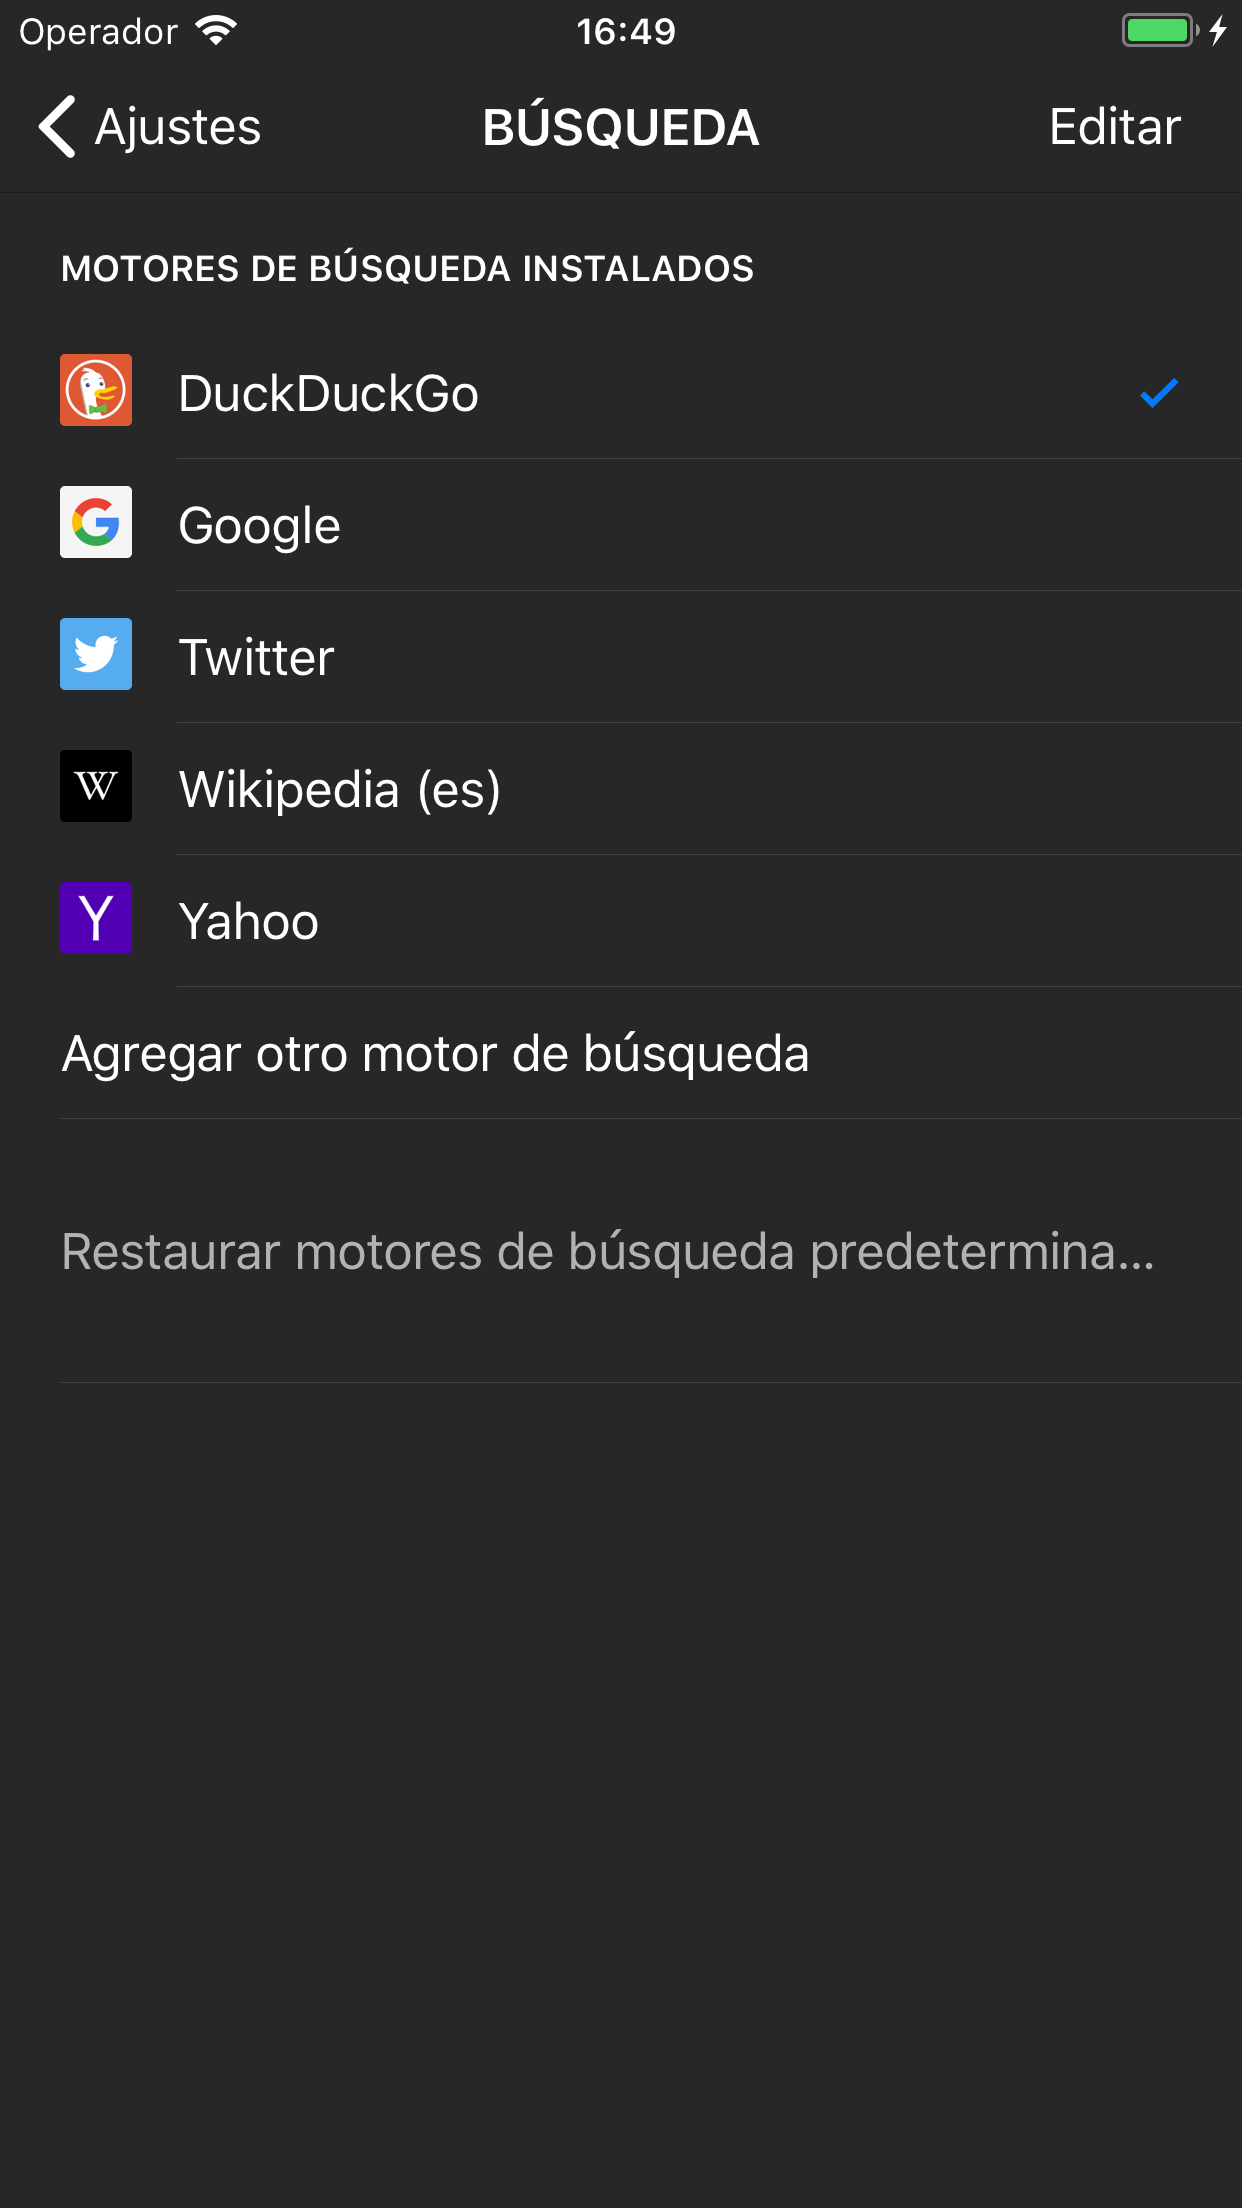 Operador 16:49
Ajustes BÚSQUEDA Editar
MOTORES DE BÚSQUEDA INSTALADOS
DuckDuckGo
G Google
Twitter
W Wikipedia (es)
Y Yahoo
Agregar otro motor de búsqueda
Restaurar motores de búsqueda predetermina...